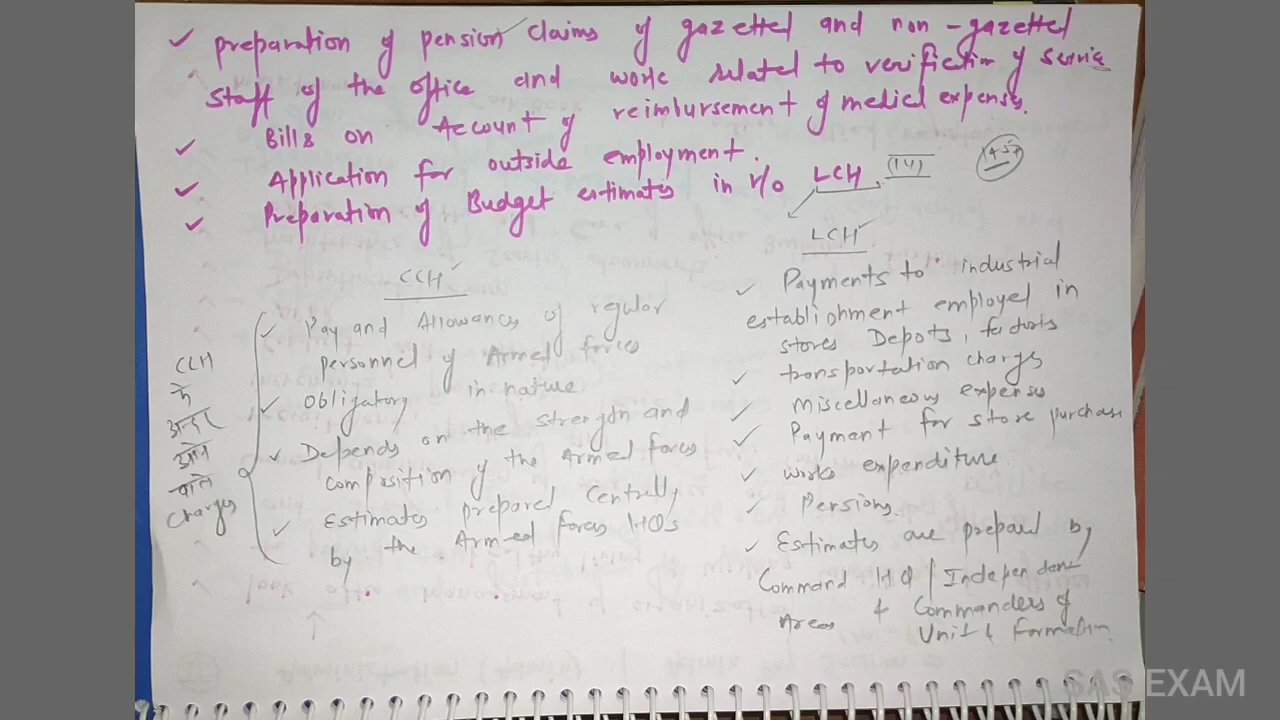 preparation of pension claims of gazetted and non-gazetted
staff of the office and work related to verifiction of service
Bills on Account of reimbursement of medical expenses.
Application for outside employment.
Preparation of Budget estimates in r/o LCH
CCH
Pay and Allowances of regular
personnel of Armed forces
Obligatory in nature
Depends on the strength and
composition of the Armed forces
Estimates prepared centrally
by the Armed forces HQs
CCH
में
अन्दर
आने
वाले
charges
LCH
Payments to industrial
establishment employed in
stores Depots, factories
transportation charges
miscellaneous expenses
Payment for store purchase
works expenditure
Pensions
Estimates are prepared by
Command HQ / Independent
Areas & Commanders of
Unit & Formation
SAS EXAM